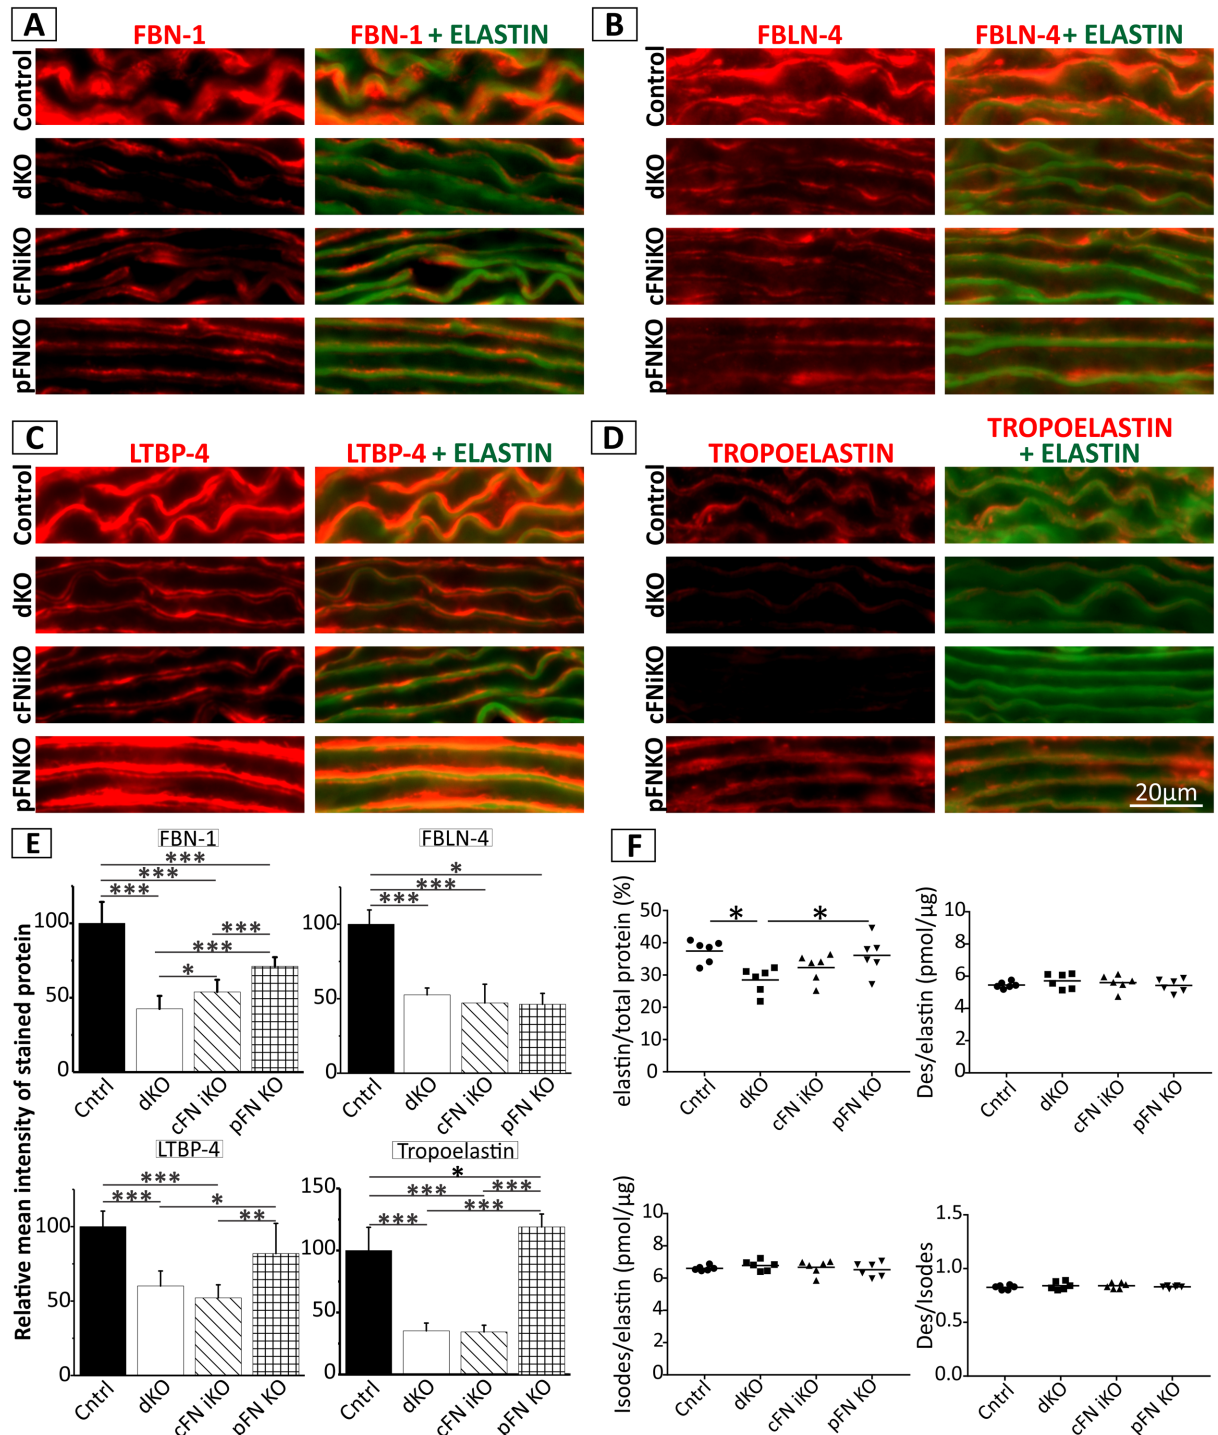 A
FBN-1
FBN-1 + ELASTIN
Control
dKO
cFNiKO
pFNKO
B
FBLN-4
FBLN-4 + ELASTIN
Control
dKO
cFNiKO
pFNKO
C
LTBP-4
LTBP-4 + ELASTIN
Control
dKO
cFNiKO
pFNKO
D
TROPOELASTIN
TROPOELASTIN
+ ELASTIN
Control
dKO
cFNiKO
pFNKO
20µm
E
Relative mean intensity of stained protein
FBN-1
***
***
***
***
***
*
100
50
0
Cntrl
dKO
cFN iKO
pFN KO
FBLN-4
*
***
***
100
50
0
Cntrl
dKO
cFN iKO
pFN KO
LTBP-4
***
***
*
**
100
50
0
Cntrl
dKO
cFN iKO
pFN KO
Tropoelastin
*
***
***
***
***
150
100
50
0
Cntrl
dKO
cFN iKO
pFN KO
F
elastin/total protein (%)
50
40
30
20
10
0
*
*
Cntrl
dKO
cFN iKO
pFN KO
Des/elastin (pmol/µg)
10
8
6
4
2
0
Cntrl
dKO
cFN iKO
pFN KO
Isodes/elastin (pmol/µg)
10
8
6
4
2
0
Cntrl
dKO
cFN iKO
pFN KO
Des/Isodes
1.5
1.0
0.5
0.0
Cntrl
dKO
cFN iKO
pFN KO